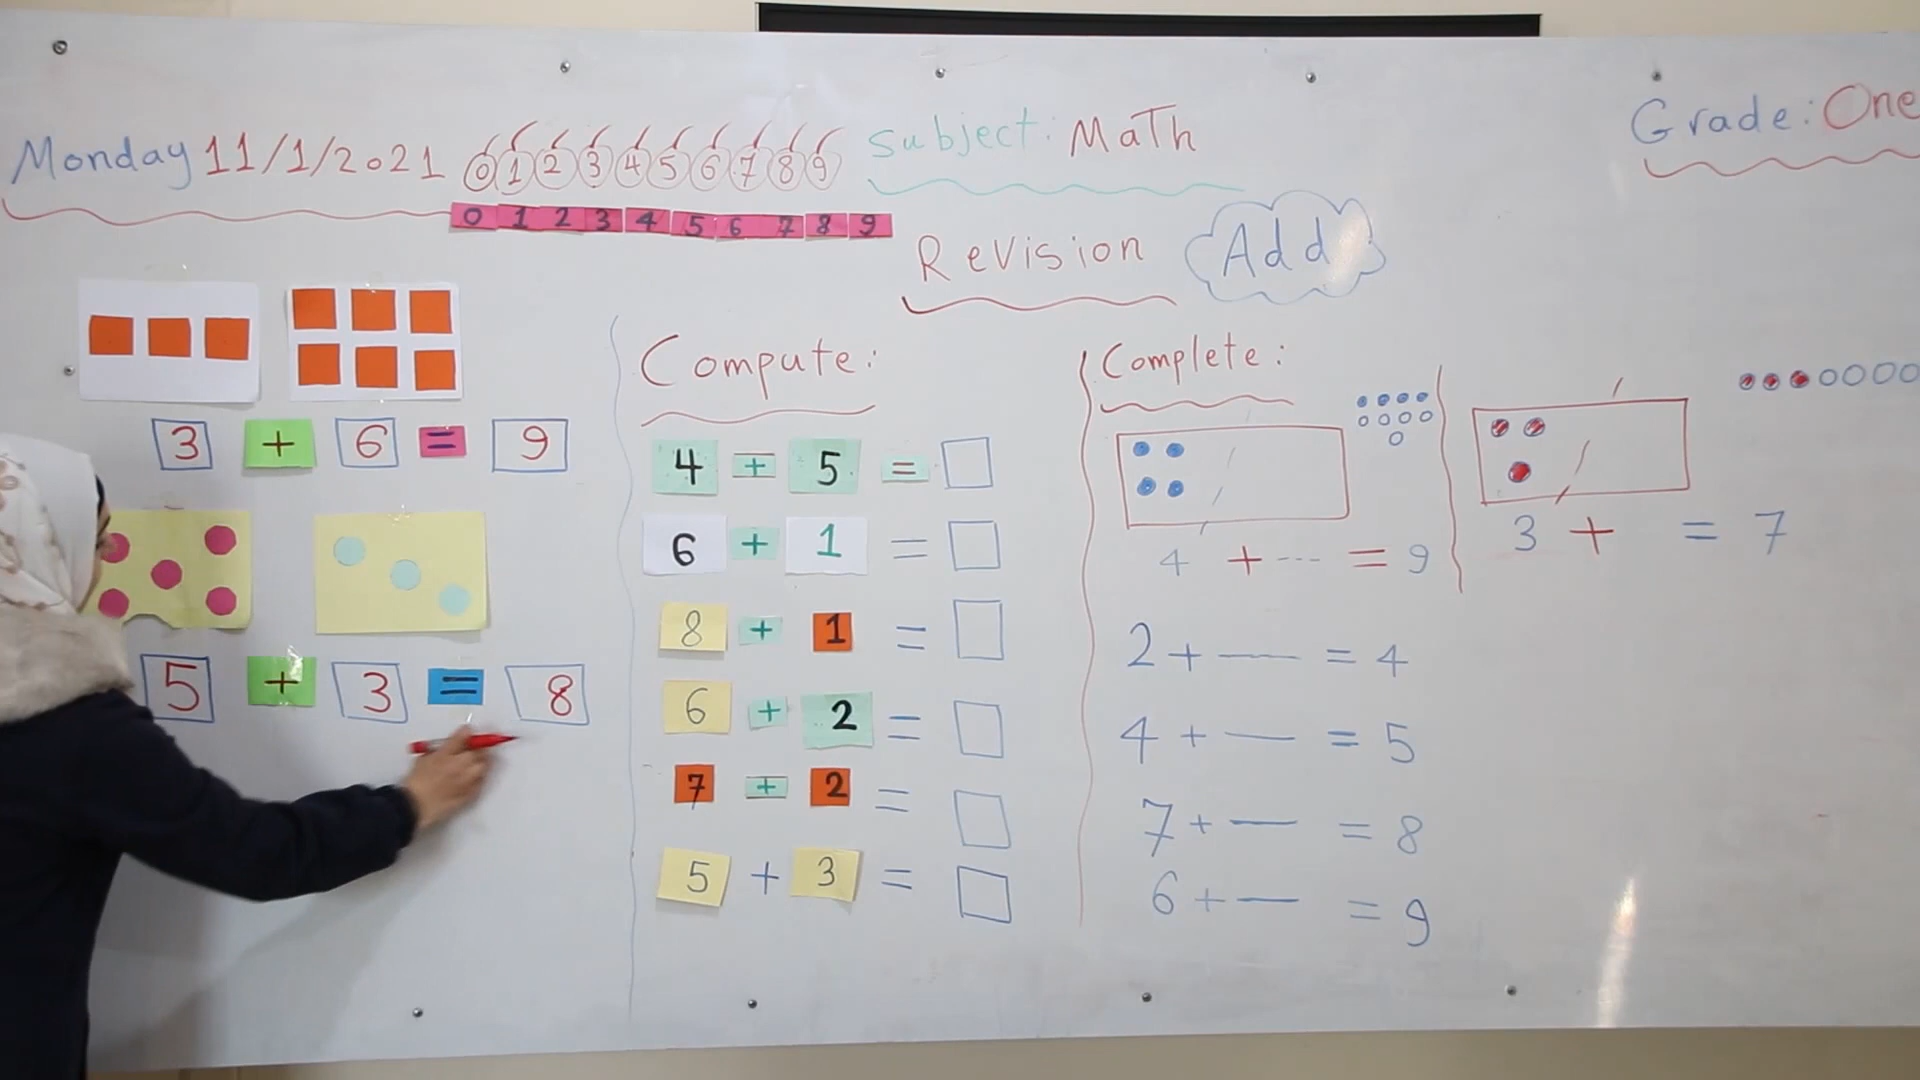 Monday 11/1/2021
0 1 2 3 4 5 6 7 8 9
Subject: Math
Grade: One
0 1 2 3 4 5 6 7 8 9
Revision
Add
3 + 6 = 9
5 + 3 = 8
Compute:
4 + 5 =
6 + 1 =
8 + 1 =
6 + 2 =
7 + 2 =
5 + 3 =
Complete:
4 + --- = 9
3 + = 7
2 + — = 4
4 + — = 5
7 + — = 8
6 + — = 9